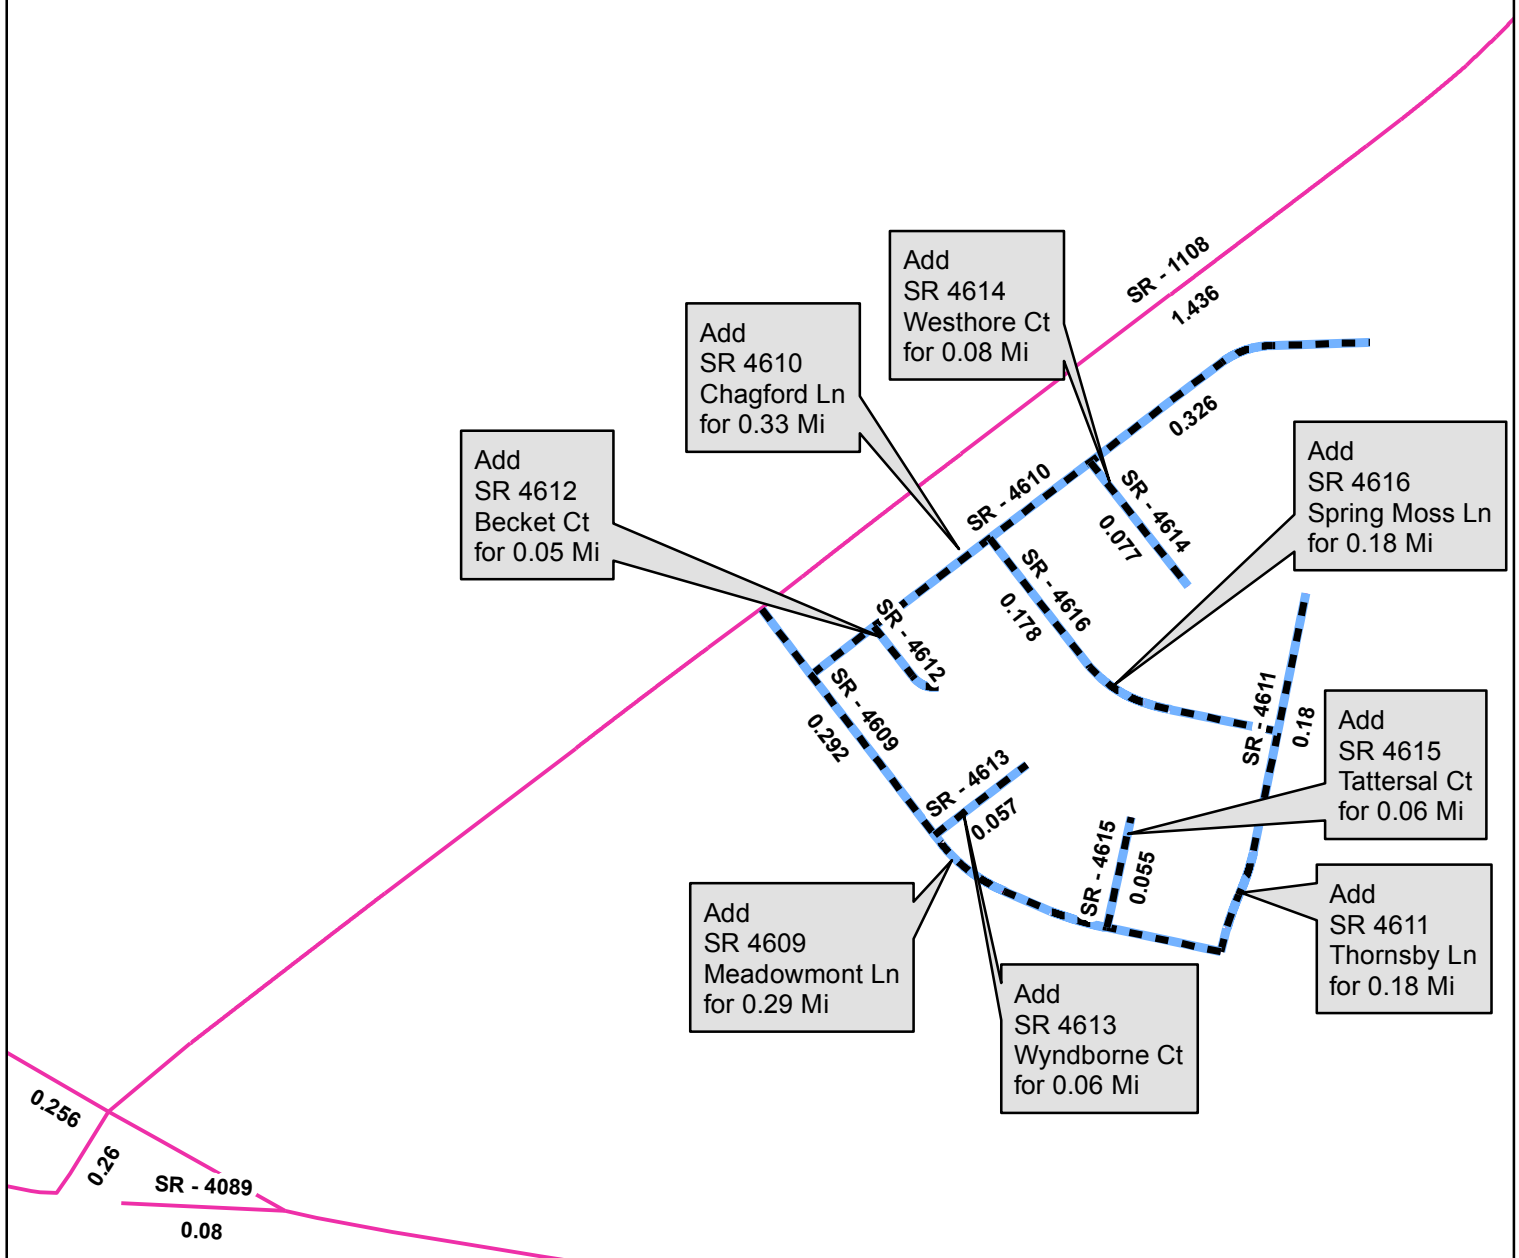 SR - 1108
1.436
Add
SR 4614
Westhore Ct
for 0.08 Mi
Add
SR 4610
Chagford Ln
for 0.33 Mi
0.326
Add
SR 4612
Becket Ct
for 0.05 Mi
SR - 4610
SR - 4614
0.077
Add
SR 4616
Spring Moss Ln
for 0.18 Mi
SR - 4616
0.178
SR - 4612
SR - 4609
0.292
SR - 4611
0.18
Add
SR 4615
Tattersal Ct
for 0.06 Mi
SR - 4613
0.057
SR - 4615
0.055
Add
SR 4609
Meadowmont Ln
for 0.29 Mi
Add
SR 4611
Thornsby Ln
for 0.18 Mi
Add
SR 4613
Wyndborne Ct
for 0.06 Mi
0.256
0.26
SR - 4089
0.08